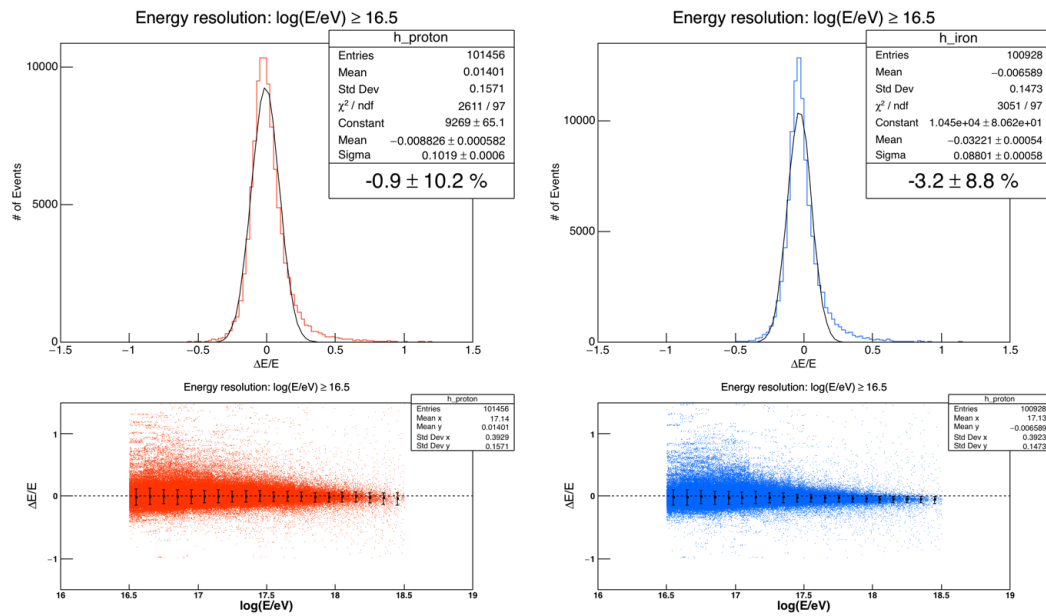 Energy resolution: log(E/eV) ≥ 16.5
h_proton
Entries 101456
Mean 0.01401
Std Dev 0.1571
χ² / ndf 2611 / 97
Constant 9269 ± 65.1
Mean −0.008826 ± 0.000582
Sigma 0.1019 ± 0.0006
-0.9 ± 10.2 %
# of Events
10000
5000
0
−1.5 −1 −0.5 0 0.5 1 1.5
ΔE/E
Energy resolution: log(E/eV) ≥ 16.5
h_iron
Entries 100928
Mean −0.006589
Std Dev 0.1473
χ² / ndf 3051 / 97
Constant 1.045e+04 ± 8.062e+01
Mean −0.03221 ± 0.00054
Sigma 0.08801 ± 0.00058
-3.2 ± 8.8 %
# of Events
10000
5000
0
−1.5 −1 −0.5 0 0.5 1 1.5
ΔE/E
Energy resolution: log(E/eV) ≥ 16.5
h_proton
Entries 101456
Mean x 17.14
Mean y 0.01401
Std Dev x 0.3929
Std Dev y 0.1571
ΔE/E
1
0
−1
16 16.5 17 17.5 18 18.5 19
log(E/eV)
Energy resolution: log(E/eV) ≥ 16.5
h_proton
Entries 100928
Mean x 17.13
Mean y −0.006589
Std Dev x 0.3923
Std Dev y 0.1473
ΔE/E
1
0
−1
16 16.5 17 17.5 18 18.5 19
log(E/eV)